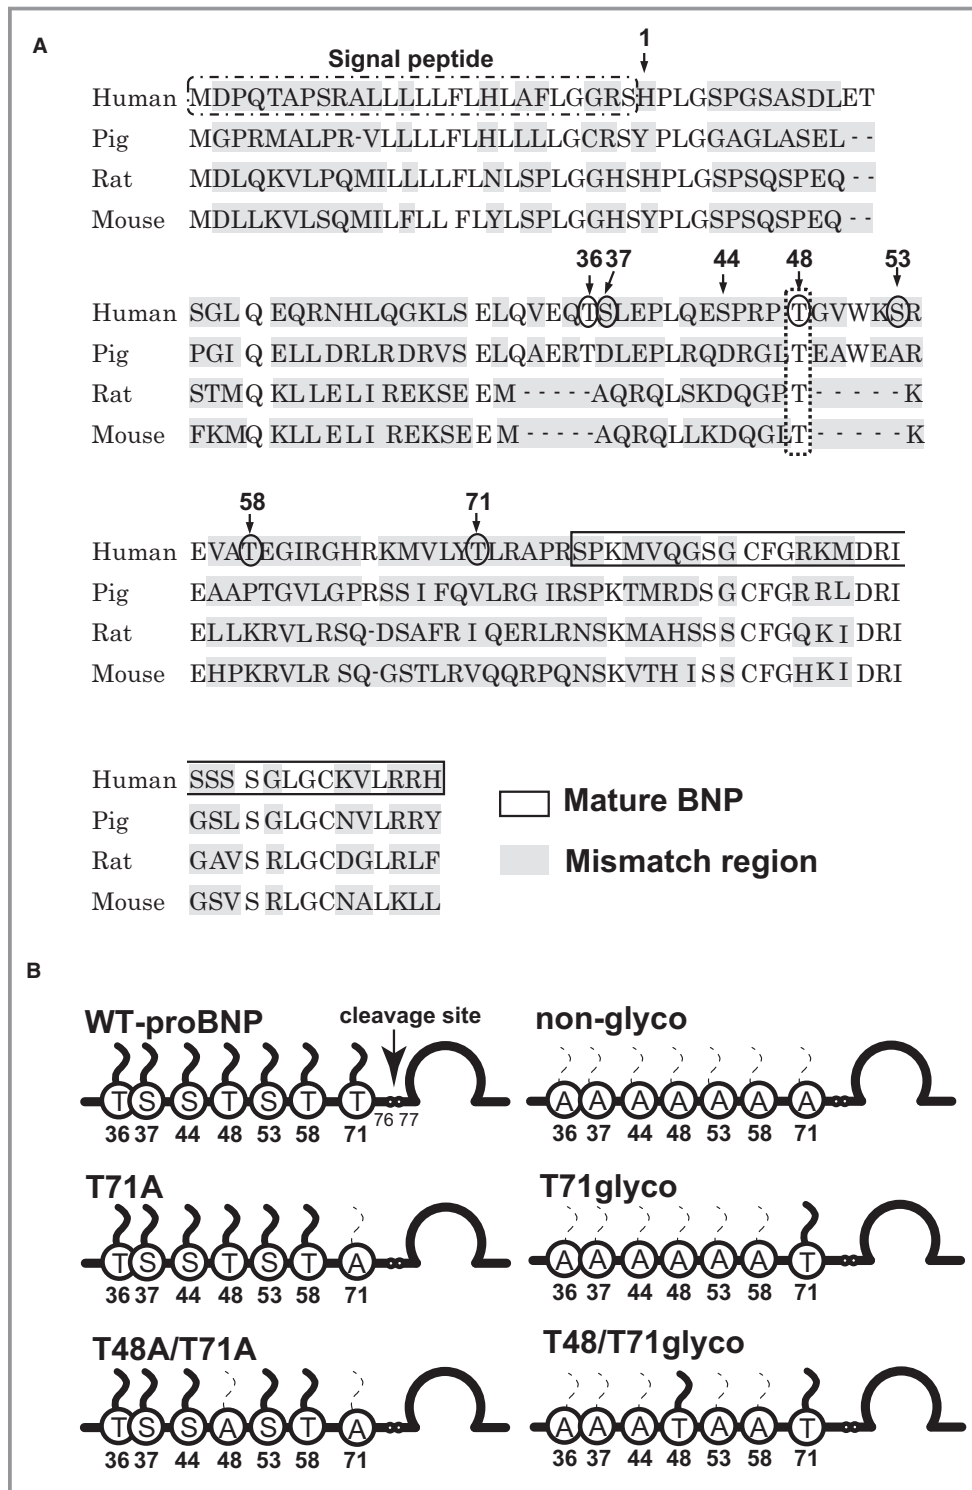 A
1
Signal peptide
Human MDPQTAPSRALLLLLFLHLAFLGGRSHPLGSPGSASDLET
Pig MGPRMALPR-VLLLLFLHLLLLGCRSYPLGGAGLASEL--
Rat MDLQKVLPQMILLLLFLNLSPLGGHSHPLGSPSQSPEQ--
Mouse MDLLKVLSQMILFLLFLYLSPLGGHSYPLGSPSQSPEQ--
36 37 44 48 53
Human SGLQEQRNHLQGKLSELQVEQTSLEPLQESPRPTGVWKSR
Pig PGIQELLDRLRDRVSELQAERTDLEPLRQDRGLTEAWEAR
Rat STMQKLLELIREKSEEM-----AQRQLSKDQGPT-----K
Mouse FKMQKLLELIREKSEEM-----AQRQLLKDQGLT-----K
58 71
Human EVATEGIRGHRKMVLYTLRAPRSPKMVQGSGCFGRKMDRI
Pig EAAPTGVLGPRSSIFQVLRGIRSPKTMRDSGCFGRRLDRI
Rat ELLKRVLRSQ-DSAFRIQERLRNSKMAHSSSCFGQKIDRI
Mouse EHPKRVLRSQ-GSTLRVQQRPQNSKVTHISSCFGHKIDRI
Human SSSSGLGCKVLRRH
Pig GSLSGLGCNVLRRY
Rat GAVSRLGCDGLRLF
Mouse GSVSRLGCNALKLL
Mature BNP
Mismatch region
B
WT-proBNP
cleavage site
T S S T S T T
76 77
36 37 44 48 53 58 71
non-glyco
A A A A A A A
36 37 44 48 53 58 71
T71A
T S S T S T A
36 37 44 48 53 58 71
T71glyco
A A A A A A T
36 37 44 48 53 58 71
T48A/T71A
T S S A S T A
36 37 44 48 53 58 71
T48/T71glyco
A A A T A A T
36 37 44 48 53 58 71